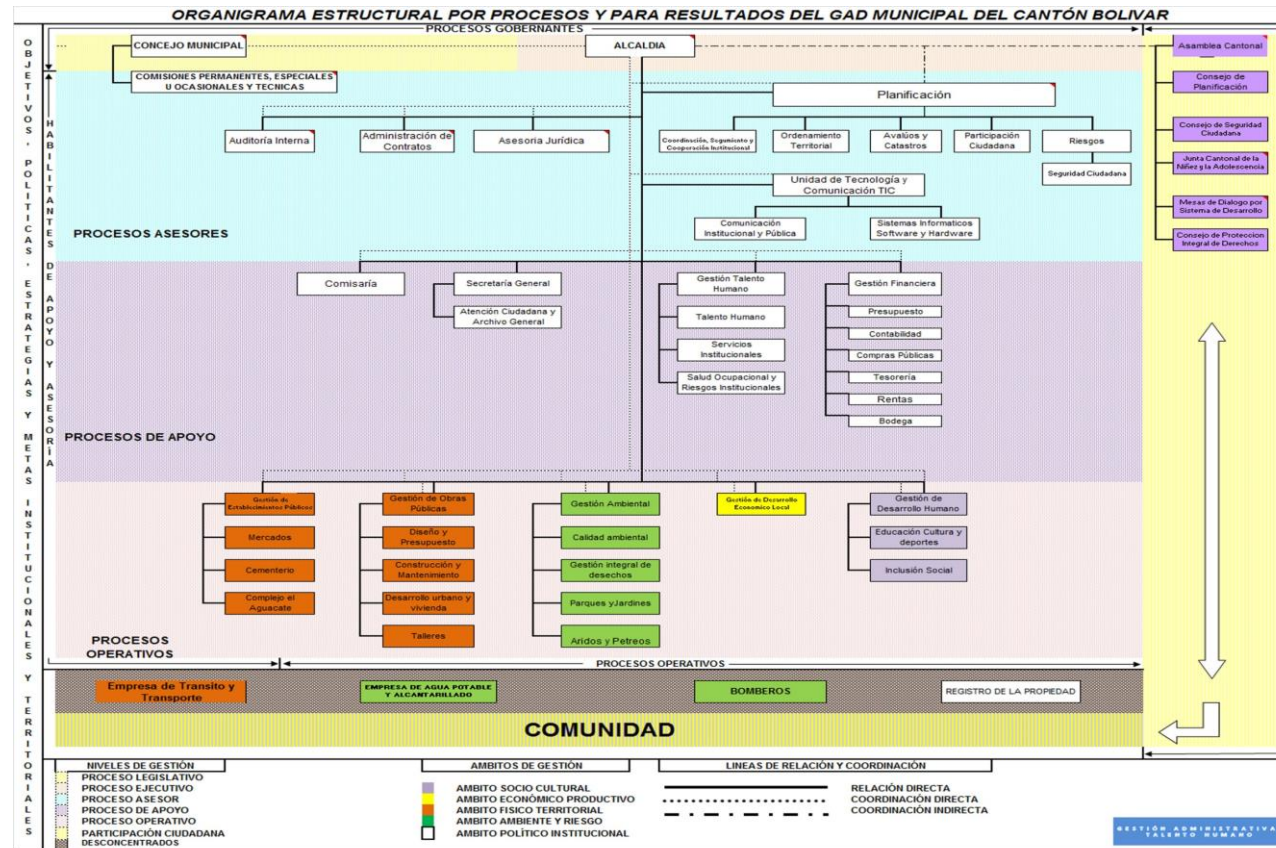 ORGANIGRAMA ESTRUCTURAL POR PROCESOS Y PARA RESULTADOS DEL GAD MUNICIPAL DEL CANTÓN BOLIVAR
PROCESOS GOBERNANTES
OBJETIVOS, POLITICAS, ESTRATEGIAS Y METAS INSTITUCIONALES Y TERRITORIALES
HABILITANTES DE APOYO Y ASESORÍA
CONCEJO MUNICIPAL
ALCALDIA
COMISIONES PERMANENTES, ESPECIALES
U OCASIONALES Y TECNICAS
Asamblea Cantonal
Consejo de
Planificación
Consejo de Seguridad
Ciudadana
Junta Cantonal de la
Niñez y la Adolescencia
Mesas de Dialogo por
Sistema de Desarrollo
Consejo de Proteccion
Integral de Derechos
Planificación
Auditoría Interna
Administración de
Contratos
Asesoria Jurídica
Coordinación, Seguimiento y
Cooperación Institucional
Ordenamiento
Territorial
Avalúos y
Catastros
Participación
Ciudadana
Riesgos
Seguridad Ciudadana
Unidad de Tecnología y
Comunicación TIC
Comunicación
Institucional y Pública
Sistemas Informaticos
Software y Hardware
PROCESOS ASESORES
Comisaría
Secretaría General
Atención Ciudadana y
Archivo General
Gestión Talento
Humano
Talento Humano
Servicios
Institucionales
Salud Ocupacional y
Riesgos Institucionales
Gestión Financiera
Presupuesto
Contabilidad
Compras Públicas
Tesorería
Rentas
Bodega
PROCESOS DE APOYO
Gestión de
Establecimientos Públicos
Mercados
Cementerio
Complejo el
Aguacate
Gestión de Obras
Públicas
Diseño y
Presupuesto
Construcción y
Mantenimiento
Desarrollo urbano y
vivienda
Talleres
Gestión Ambiental
Calidad ambiental
Gestión integral de
desechos
Parques yJardines
Aridos y Petreos
Gestión de Desarrollo
Economico Local
Gestión de
Desarrollo Humano
Educación Cultura y
deportes
Inclusión Social
PROCESOS
OPERATIVOS
PROCESOS OPERATIVOS
Empresa de Transito y
Transporte
EMPRESA DE AGUA POTABLE
Y ALCANTARILLADO
BOMBEROS
REGISTRO DE LA PROPIEDAD
COMUNIDAD
NIVELES DE GESTIÓN
PROCESO LEGISLATIVO
PROCESO EJECUTIVO
PROCESO ASESOR
PROCESO DE APOYO
PROCESO OPERATIVO
PARTICIPACIÓN CIUDADANA
DESCONCENTRADOS
AMBITOS DE GESTIÓN
AMBITO SOCIO CULTURAL
AMBITO ECONÓMICO PRODUCTIVO
AMBITO FISICO TERRITORIAL
AMBITO AMBIENTE Y RIESGO
AMBITO POLÍTICO INSTITUCIONAL
LINEAS DE RELACIÓN Y COORDINACIÓN
RELACIÓN DIRECTA
COORDINACIÓN DIRECTA
COORDINACIÓN INDIRECTA
GESTIÓN ADMINISTRATIVA
TALENTO HUMANO